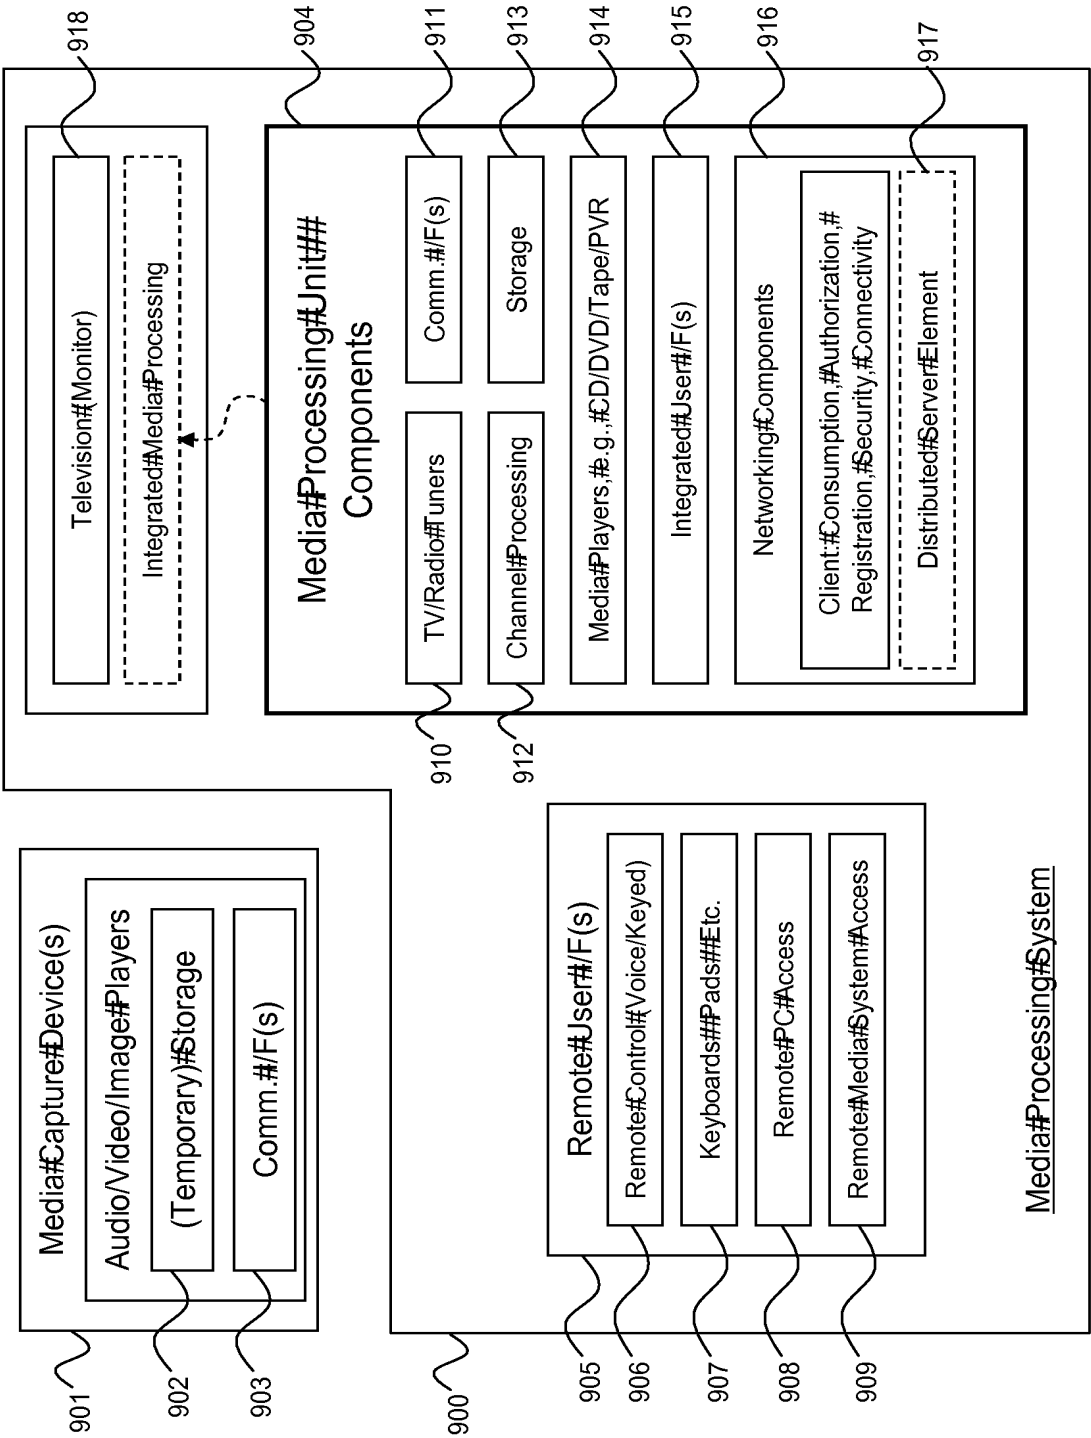 901
Media#Capture#Device(s)
Audio/Video/Image#Players
902
(Temporary)#Storage
903
Comm.#I/F(s)
918
Television#(Monitor)
Integrated#Media#Processing
904
Media#Processing#Unit##
Components
910
TV/Radio#Tuners
Comm.#I/F(s)
911
912
Channel#Processing
Storage
913
Media#Players,#e.g.,#CD/DVD/Tape/PVR
914
Integrated#User#I/F(s)
915
Networking#Components
916
Client:#Consumption,#Authorization,#
Registration,#Security,#Connectivity
Distributed#Server#Element
917
900
905
Remote#User#I/F(s)
906
Remote#Control#(Voice/Keyed)
907
Keyboards##Pads##Etc.
908
Remote#PC#Access
909
Remote#Media#System#Access
Media#Processing#System